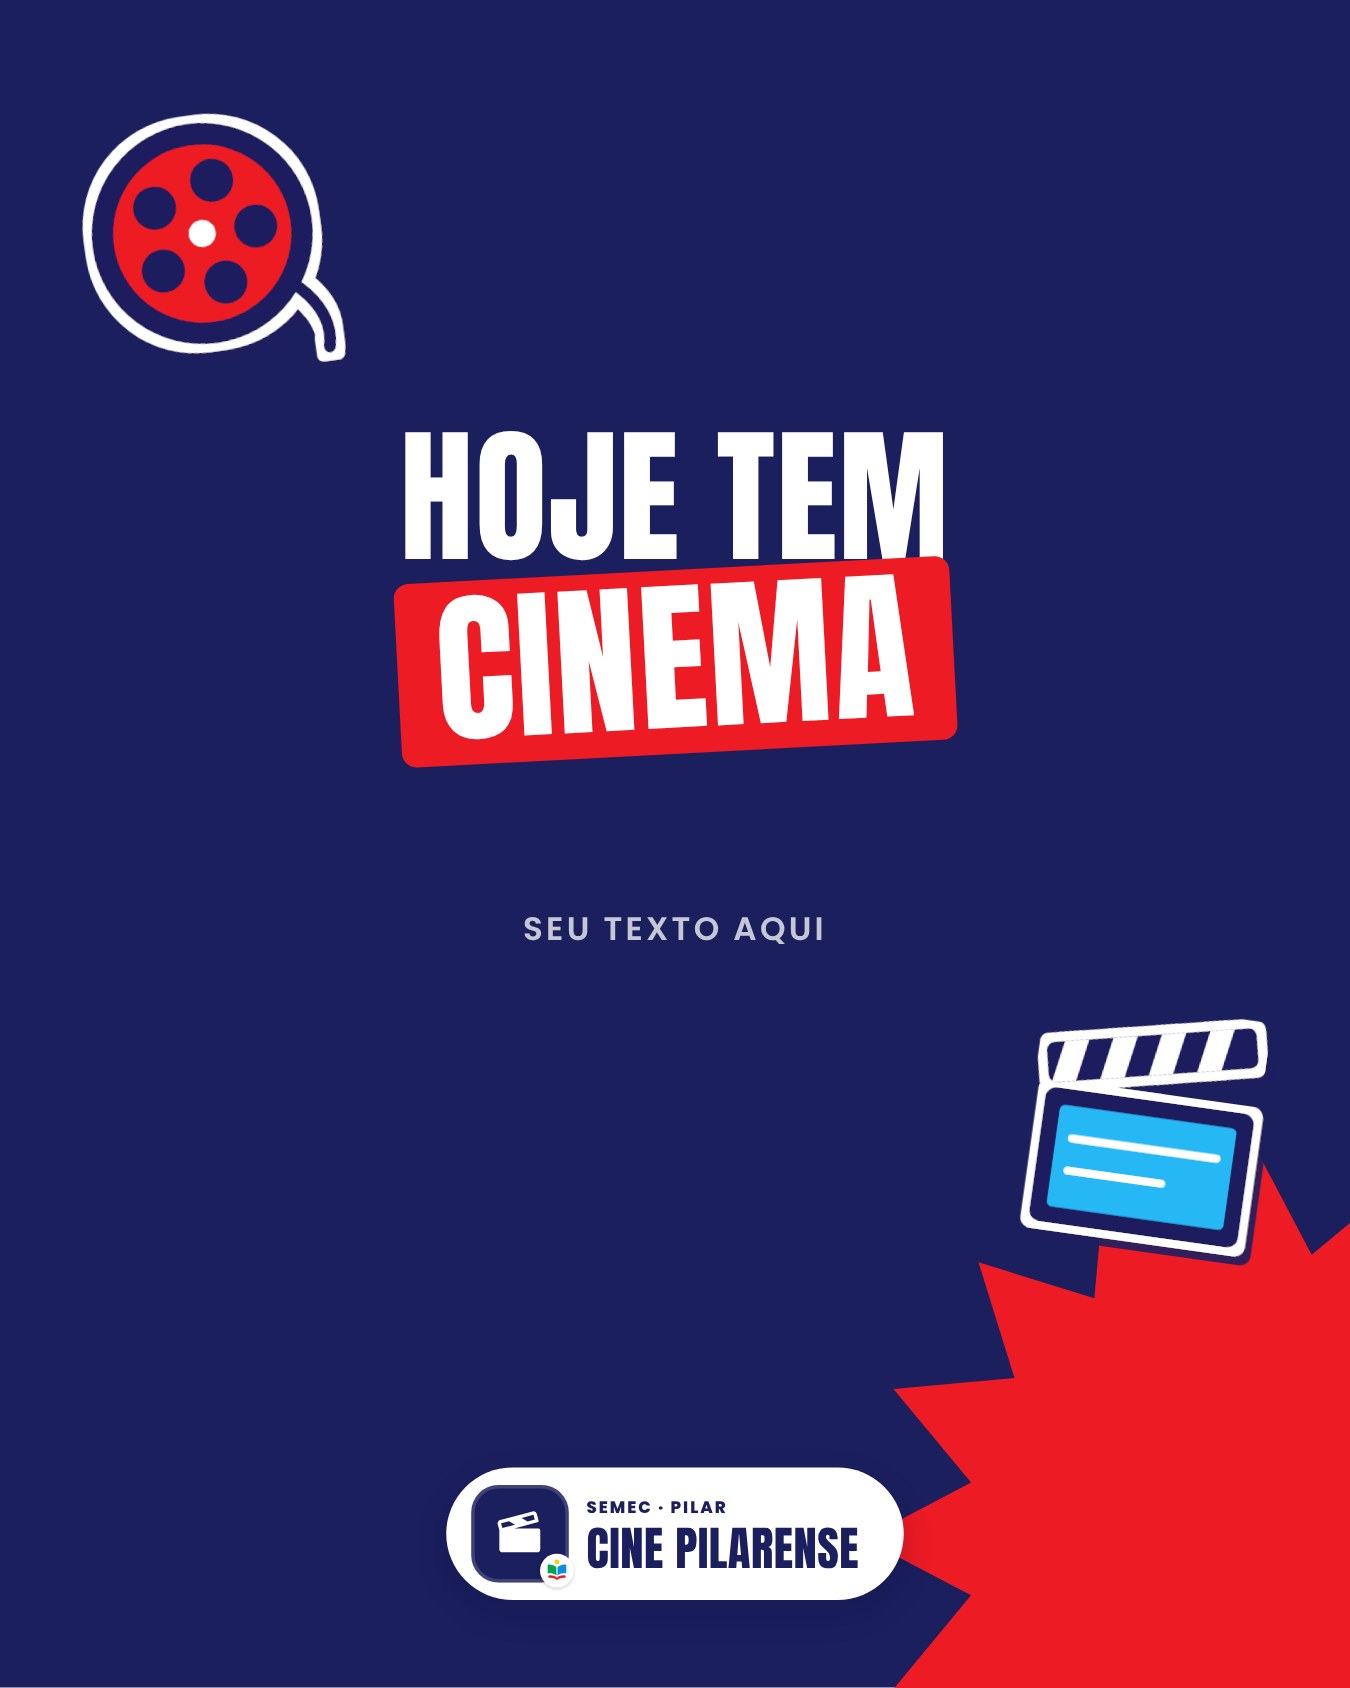 HOJE TEM
CINEMA
SEU TEXTO AQUI
SEMEC · PILAR
CINE PILARENSE